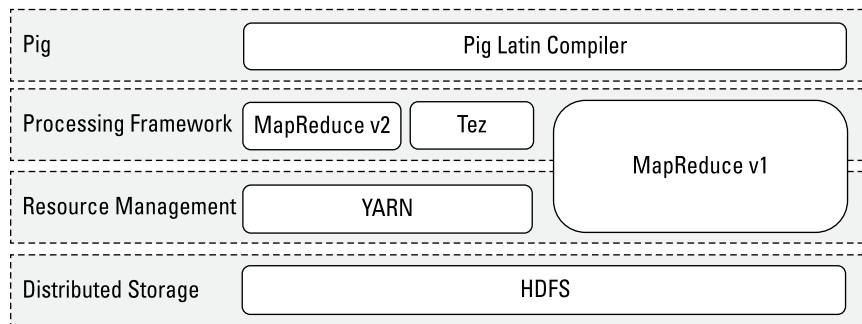 Pig
Pig Latin Compiler
Processing Framework
MapReduce v2
Tez
MapReduce v1
Resource Management
YARN
Distributed Storage
HDFS